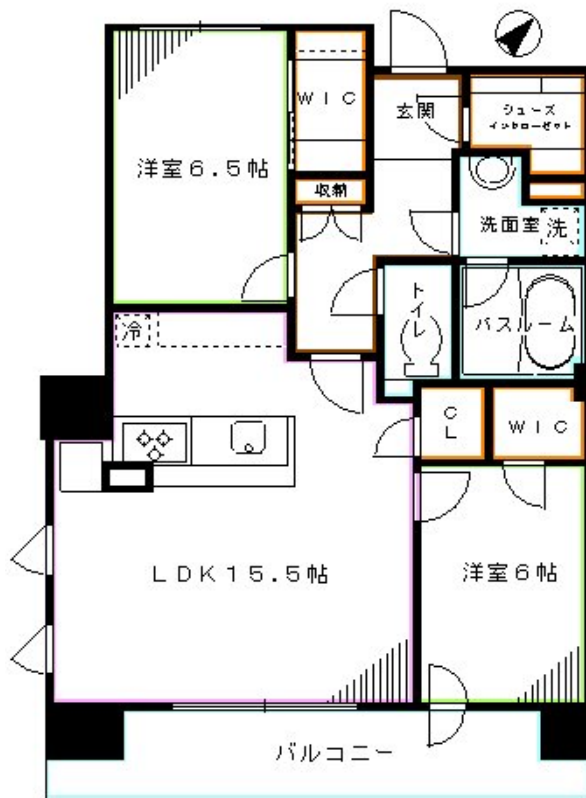 WIC
玄関
シューズ
インクローゼット
洋室6.5帖
収納
洗面室
洗
トイレ
バスルーム
冷
CL
WIC
LDK15.5帖
洋室6帖
バルコニー